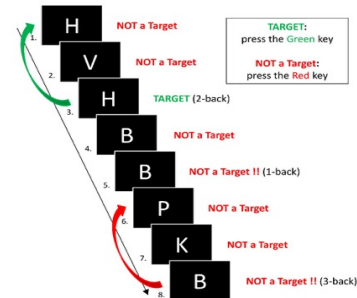 1.
H
NOT a Target
2.
V
NOT a Target
3.
H
TARGET (2-back)
4.
B
NOT a Target
5.
B
NOT a Target !! (1-back)
6.
P
NOT a Target
7.
K
NOT a Target
8.
B
NOT a Target !! (3-back)
TARGET:
press the Green key
NOT a Target:
press the Red key